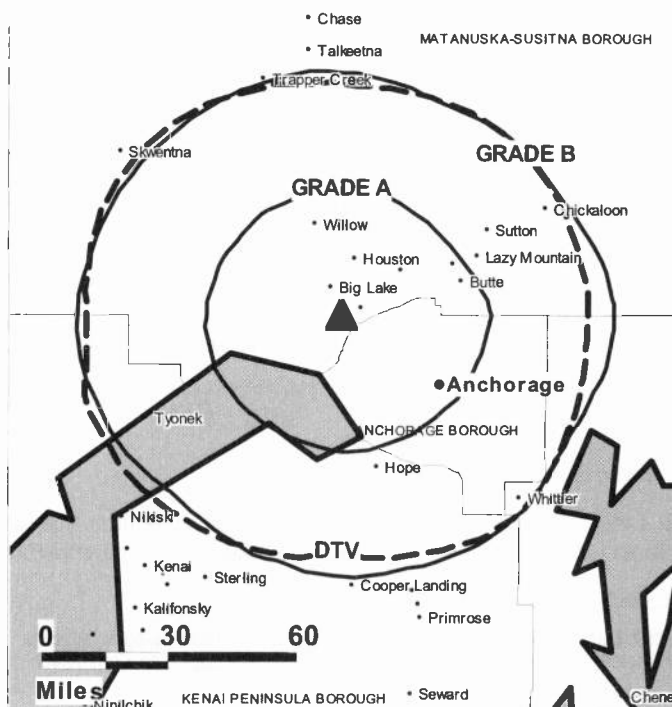 Chase
MATANUSKA-SUSITNA BOROUGH
Talkeetna
Trapper Creek
Skwentna
GRADE B
GRADE A
Chickaloon
Willow
Sutton
Houston
Lazy Mountain
Big Lake
Butte
Anchorage
Tyonek
ANCHORAGE BOROUGH
Hope
Whittier
Nikiski
DTV
Kenai
Sterling
Cooper Landing
Kalifonsky
Primrose
0 30 60
Miles
Ninilchik
KENAI PENINSULA BOROUGH
Seward
Chene